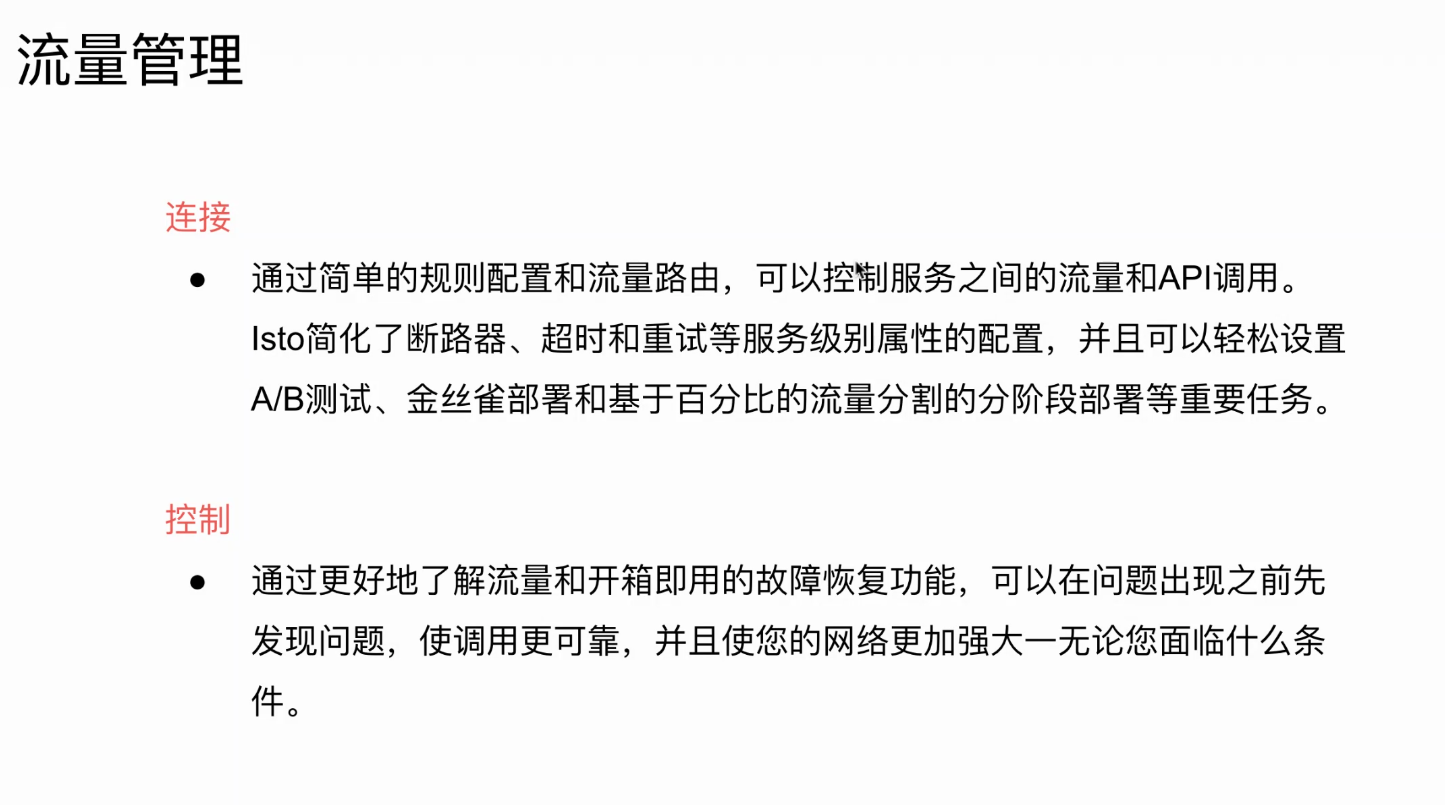 流量管理
连接
● 通过简单的规则配置和流量路由，可以控制服务之间的流量和API调用。
Isto简化了断路器、超时和重试等服务级别属性的配置，并且可以轻松设置
A/B测试、金丝雀部署和基于百分比的流量分割的分阶段部署等重要任务。
控制
● 通过更好地了解流量和开箱即用的故障恢复功能，可以在问题出现之前先
发现问题，使调用更可靠，并且使您的网络更加强大一无论您面临什么条
件。